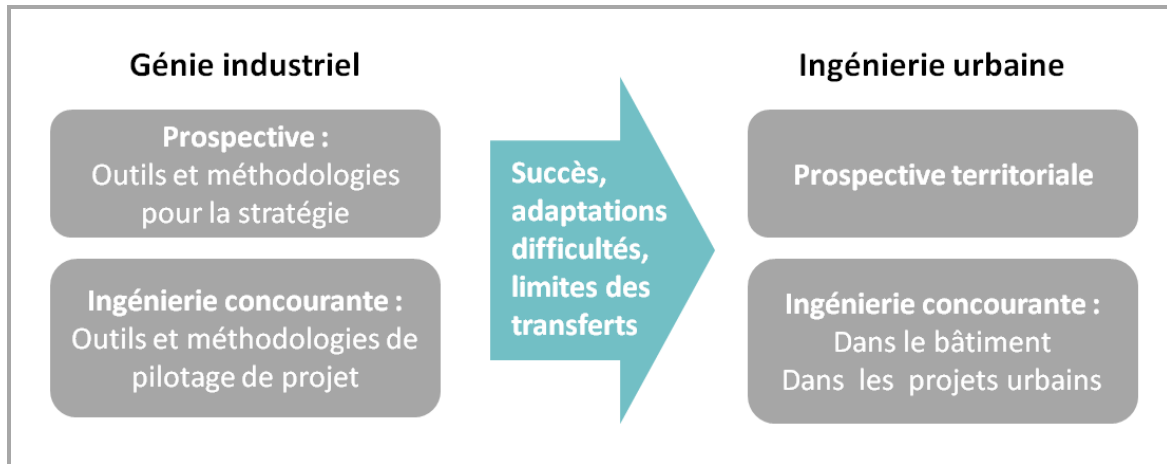 Génie industriel
Prospective :
Outils et méthodologies
pour la stratégie
Ingénierie concourante :
Outils et méthodologies de
pilotage de projet
Succès,
adaptations
difficultés,
limites des
transferts
Ingénierie urbaine
Prospective territoriale
Ingénierie concourante :
Dans le bâtiment
Dans les projets urbains